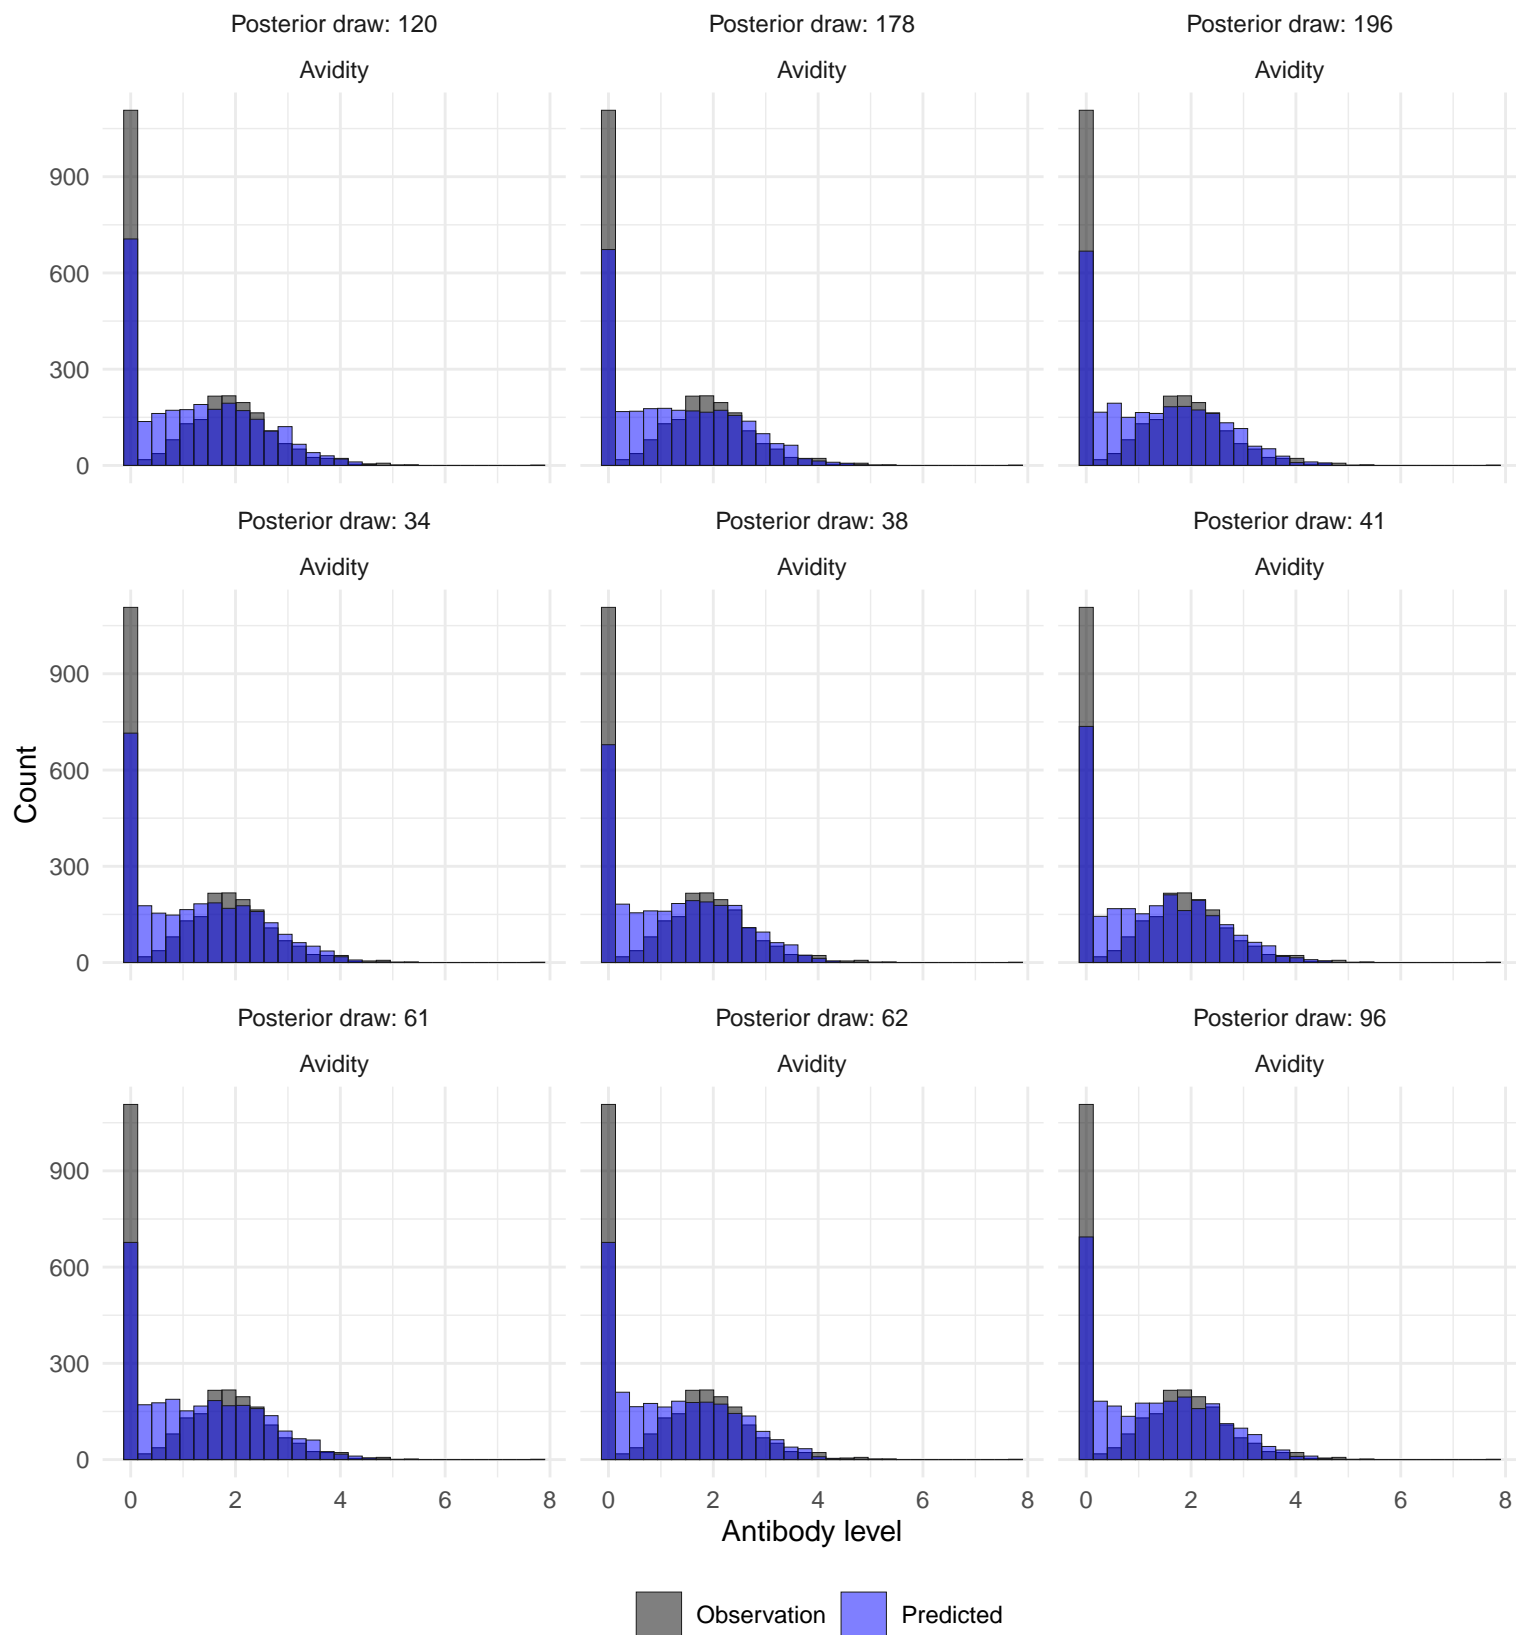 Posterior draw: 120
Posterior draw: 178
Posterior draw: 196
Avidity
Avidity
Avidity
900
600
300
0
Posterior draw: 34
Posterior draw: 38
Posterior draw: 41
Avidity
Avidity
Avidity
900
600
300
0
Count
Posterior draw: 61
Posterior draw: 62
Posterior draw: 96
Avidity
Avidity
Avidity
900
600
300
0
0 2 4 6 8
0 2 4 6 8
0 2 4 6 8
Antibody level
Observation
Predicted